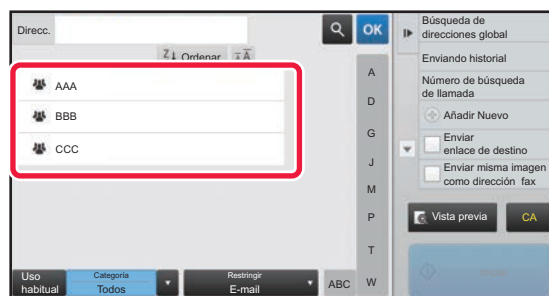 Direcc.
OK
Ordenar
AAA
BBB
CCC
A
D
G
J
M
P
T
W
ABC
Uso
habitual
Categoría
Todos
Restringir
E-mail
Búsqueda de
direcciones global
Enviando historial
Número de búsqueda
de llamada
Añadir Nuevo
Enviar
enlace de destino
Enviar misma imagen
como dirección fax
Vista previa
CA